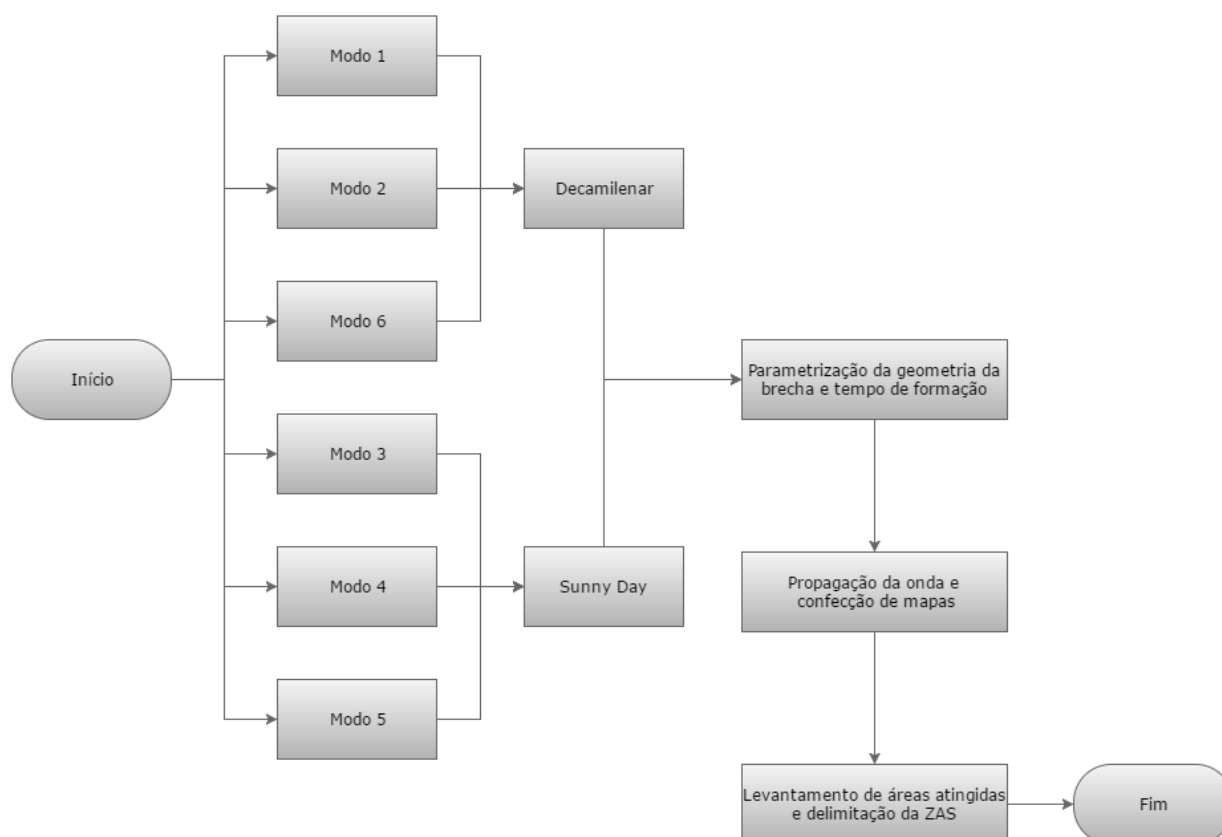 Modo 1
Modo 2
Decamilenar
Modo 6
Início
Parametrização da geometria da
brecha e tempo de formação
Modo 3
Modo 4
Sunny Day
Propagação da onda e
confecção de mapas
Modo 5
Levantamento de áreas atingidas
e delimitação da ZAS
Fim